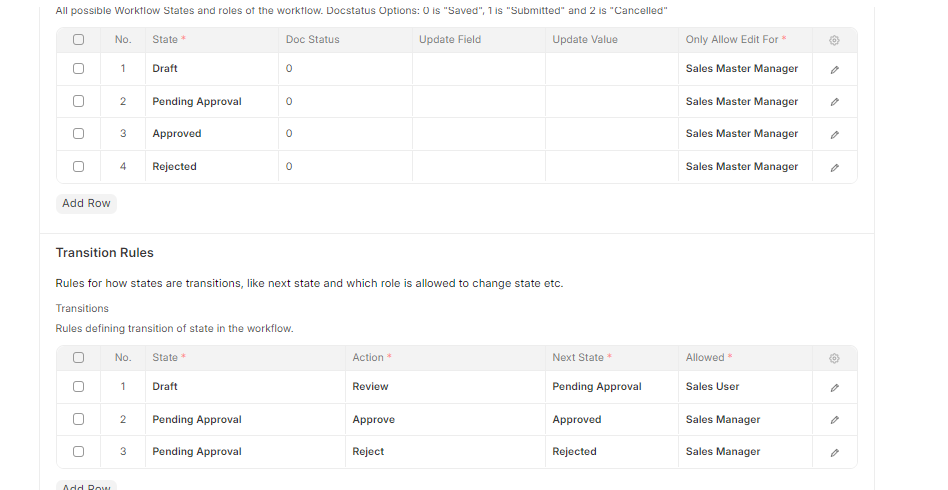 All possible Workflow States and roles of the workflow. Docstatus Options: 0 is "Saved", 1 is "Submitted" and 2 is "Cancelled"
No. State * Doc Status Update Field Update Value Only Allow Edit For *
1 Draft 0 Sales Master Manager
2 Pending Approval 0 Sales Master Manager
3 Approved 0 Sales Master Manager
4 Rejected 0 Sales Master Manager
Add Row
Transition Rules
Rules for how states are transitions, like next state and which role is allowed to change state etc.
Transitions
Rules defining transition of state in the workflow.
No. State * Action * Next State * Allowed *
1 Draft Review Pending Approval Sales User
2 Pending Approval Approve Approved Sales Manager
3 Pending Approval Reject Rejected Sales Manager
Add Row